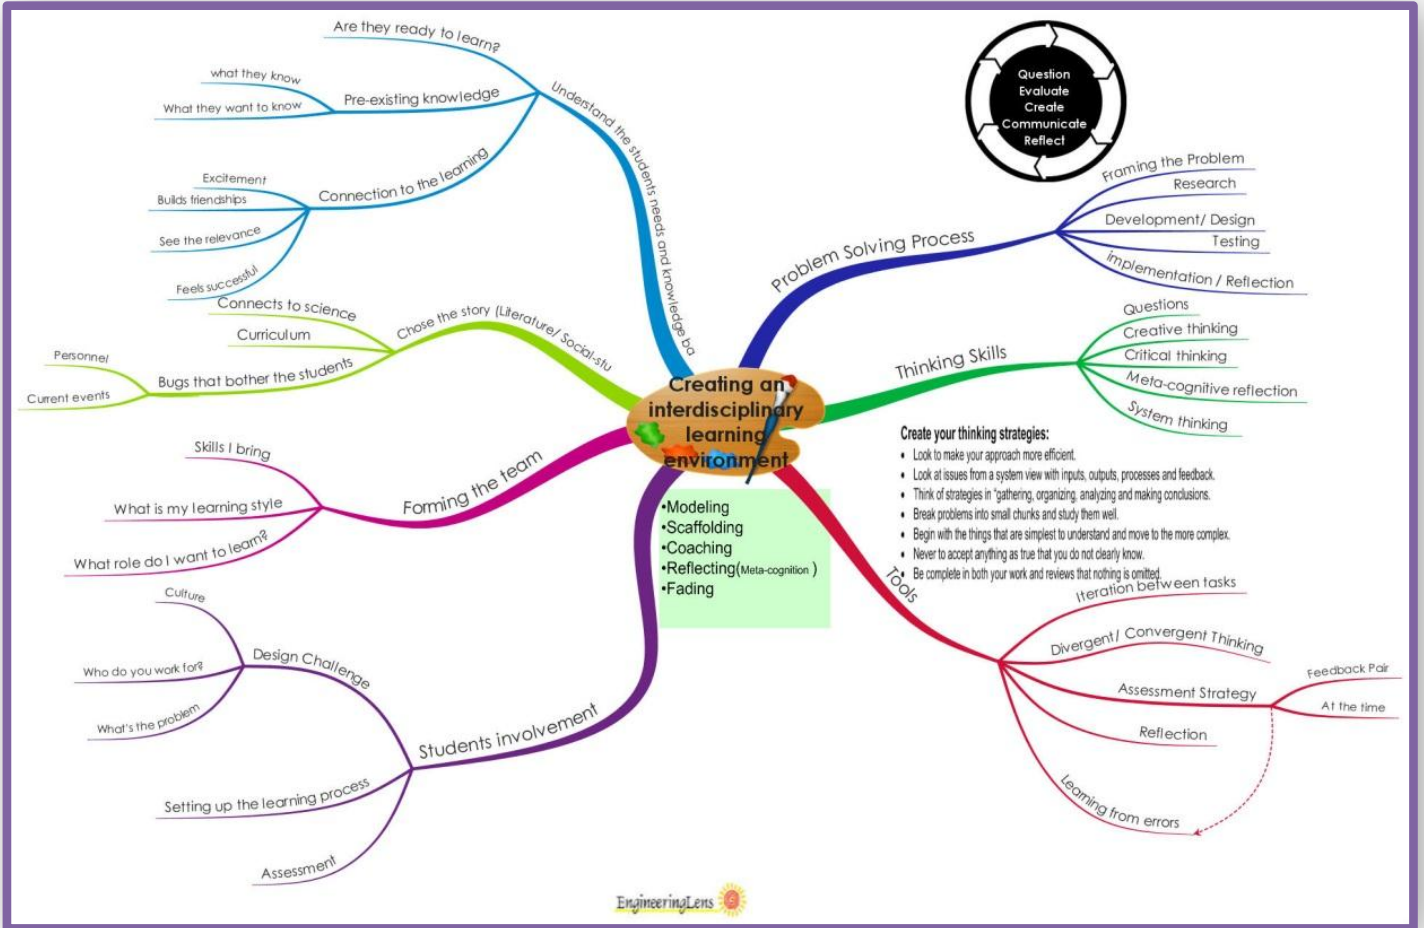 Are they ready to learn?
what they know
What they want to know
Pre-existing knowledge
Excitement
Builds friendships
See the relevance
Feels successful
Connection to the learning
Understand the students needs and knowledge ba
Connects to science
Curriculum
Personnel
Current events
Bugs that bother the students
Chose the story (Literature/ Social-stu
Skills I bring
What is my learning style
What role do I want to learn?
Forming the team
Culture
Who do you work for?
What's the problem
Design Challenge
Setting up the learning process
Assessment
Students involvement
Creating an
interdisciplinary
learning
environment
•Modeling
•Scaffolding
•Coaching
•Reflecting(Meta-cognition )
•Fading
Question
Evaluate
Create
Communicate
Reflect
Problem Solving Process
Framing the Problem
Research
Development/ Design
Testing
implementation / Reflection
Thinking Skills
Questions
Creative thinking
Critical thinking
Meta-cognitive reflection
System thinking
Create your thinking strategies:
• Look to make your approach more efficient.
• Look at issues from a system view with inputs, outputs, processes and feedback.
• Think of strategies in "gathering, organizing, analyzing and making conclusions.
• Break problems into small chunks and study them well.
• Begin with the things that are simplest to understand and move to the more complex.
• Never to accept anything as true that you do not clearly know.
• Be complete in both your work and reviews that nothing is omitted.
Tools
Iteration between tasks
Divergent/ Convergent Thinking
Assessment Strategy
Feedback Pair
At the time
Reflection
Learning from errors
EngineeringLens